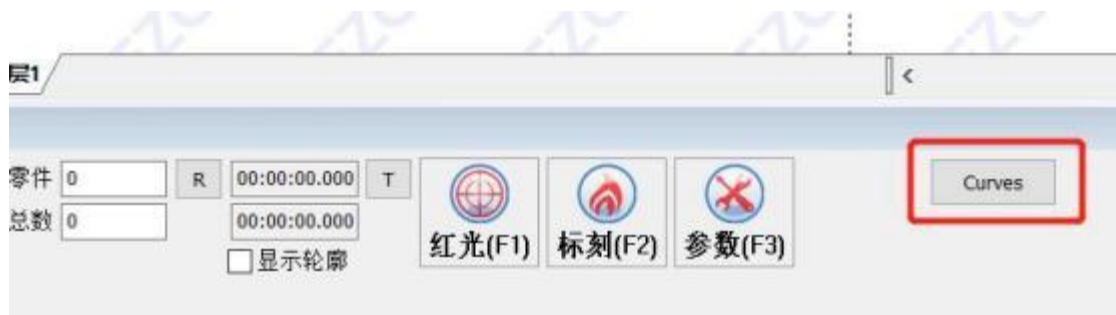 层1
<
零件 0 R 00:00:00.000 T
总数 0 00:00:00.000
显示轮廓
红光(F1) 标刻(F2) 参数(F3)
Curves